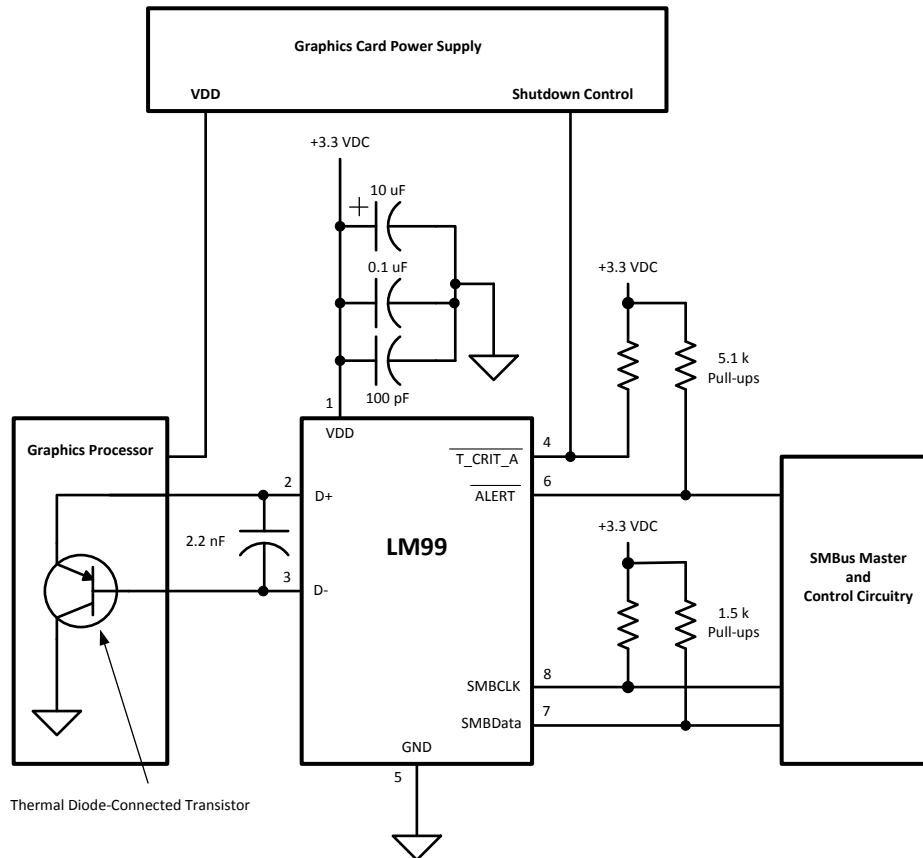 Graphics Card Power Supply
VDD
Shutdown Control
+3.3 VDC
10 uF
0.1 uF
100 pF
+3.3 VDC
5.1 k
Pull-ups
1
VDD
Graphics Processor
4
T_CRIT_A
2
D+
6
ALERT
2.2 nF
LM99
+3.3 VDC
3
D-
SMBus Master
and
Control Circuitry
1.5 k
Pull-ups
8
SMBCLK
7
SMBData
GND
5
Thermal Diode-Connected Transistor